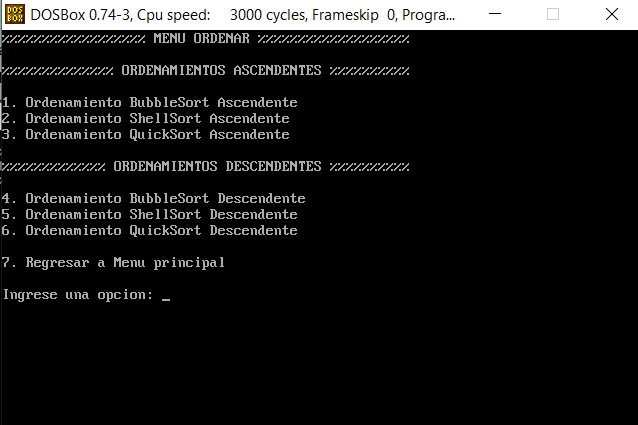 DOS
BOX
DOSBox 0.74-3, Cpu speed: 3000 cycles, Frameskip 0, Progra...
%%%%%%%%%%%%%%%%%% MENU ORDENAR %%%%%%%%%%%%%%%%%%%
%%%%%%%%%%%%%% ORDENAMIENTOS ASCENDENTES %%%%%%%%%%
1. Ordenamiento BubbleSort Ascendente
2. Ordenamiento ShellSort Ascendente
3. Ordenamiento QuickSort Ascendente
%%%%%%%%%%%%% ORDENAMIENTOS DESCENDENTES %%%%%%%%%%
4. Ordenamiento BubbleSort Descendente
5. Ordenamiento ShellSort Descendente
6. Ordenamiento QuickSort Descendente
7. Regresar a Menu principal
Ingrese una opcion: _